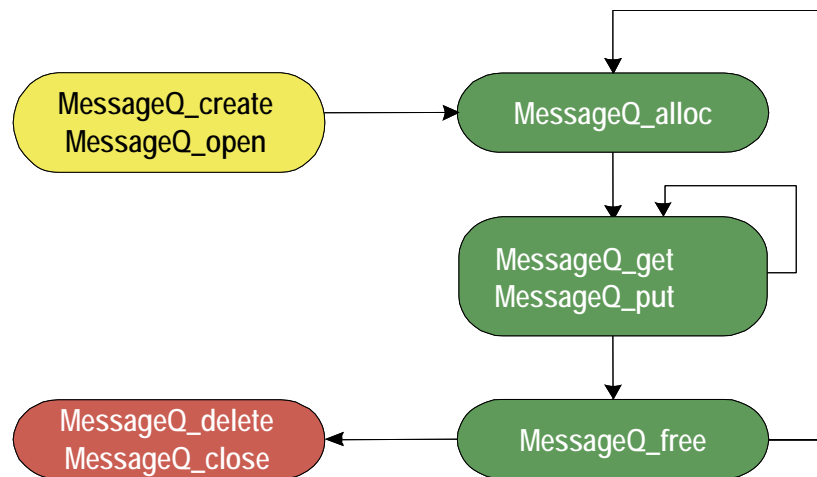 MessageQ_create
MessageQ_open
MessageQ_alloc
MessageQ_get
MessageQ_put
MessageQ_delete
MessageQ_close
MessageQ_free